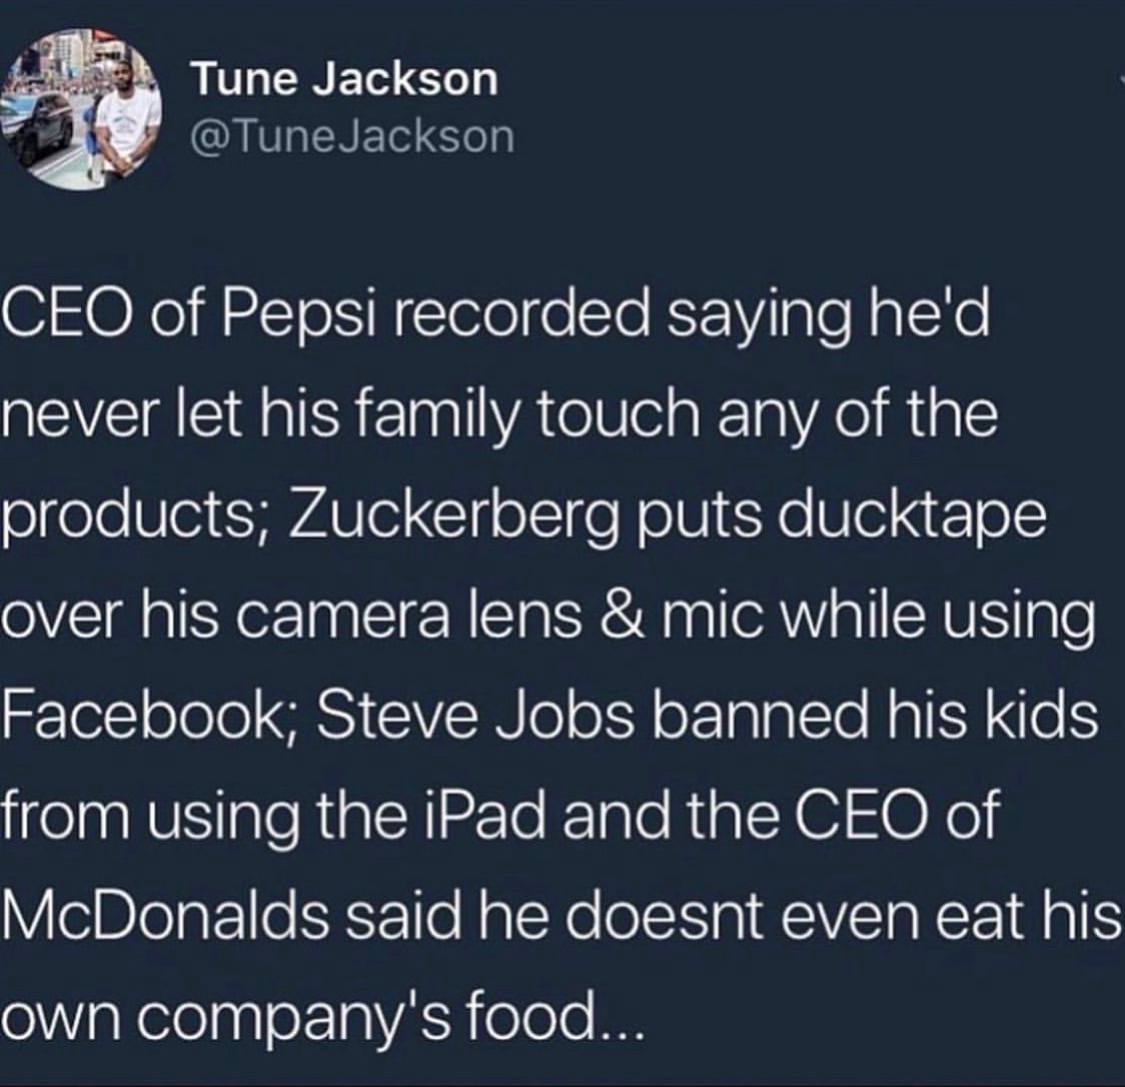 Tune Jackson
@TuneJackson
CEO of Pepsi recorded saying he'd
never let his family touch any of the
products; Zuckerberg puts ducktape
over his camera lens & mic while using
Facebook; Steve Jobs banned his kids
from using the iPad and the CEO of
McDonalds said he doesnt even eat his
own company's food...